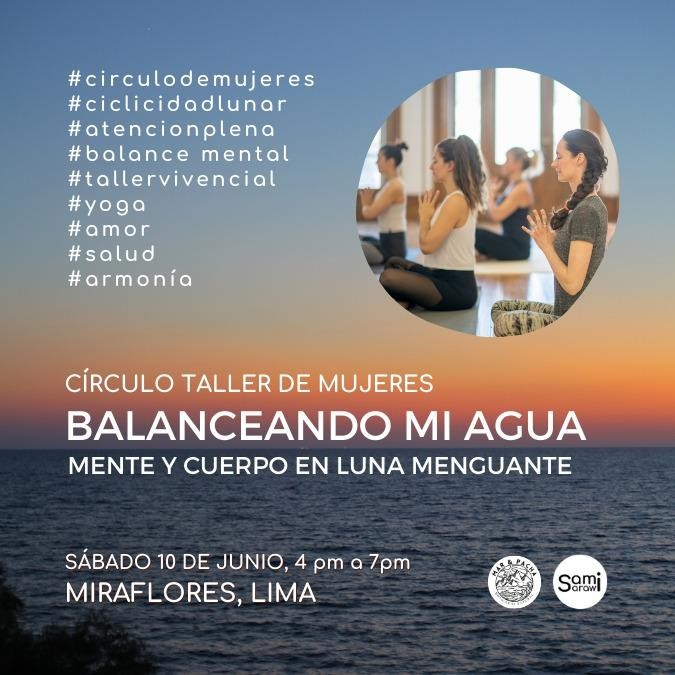 #circulodemujeres
#ciclicidadlunar
#atencionplena
#balance mental
#tallervivencial
#yoga
#amor
#salud
#armonía
CÍRCULO TALLER DE MUJERES
BALANCEANDO MI AGUA
MENTE Y CUERPO EN LUNA MENGUANTE
SÁBADO 10 DE JUNIO, 4 pm a 7pm
MIRAFLORES, LIMA
MAR & PACHA
Sami
Sarawi